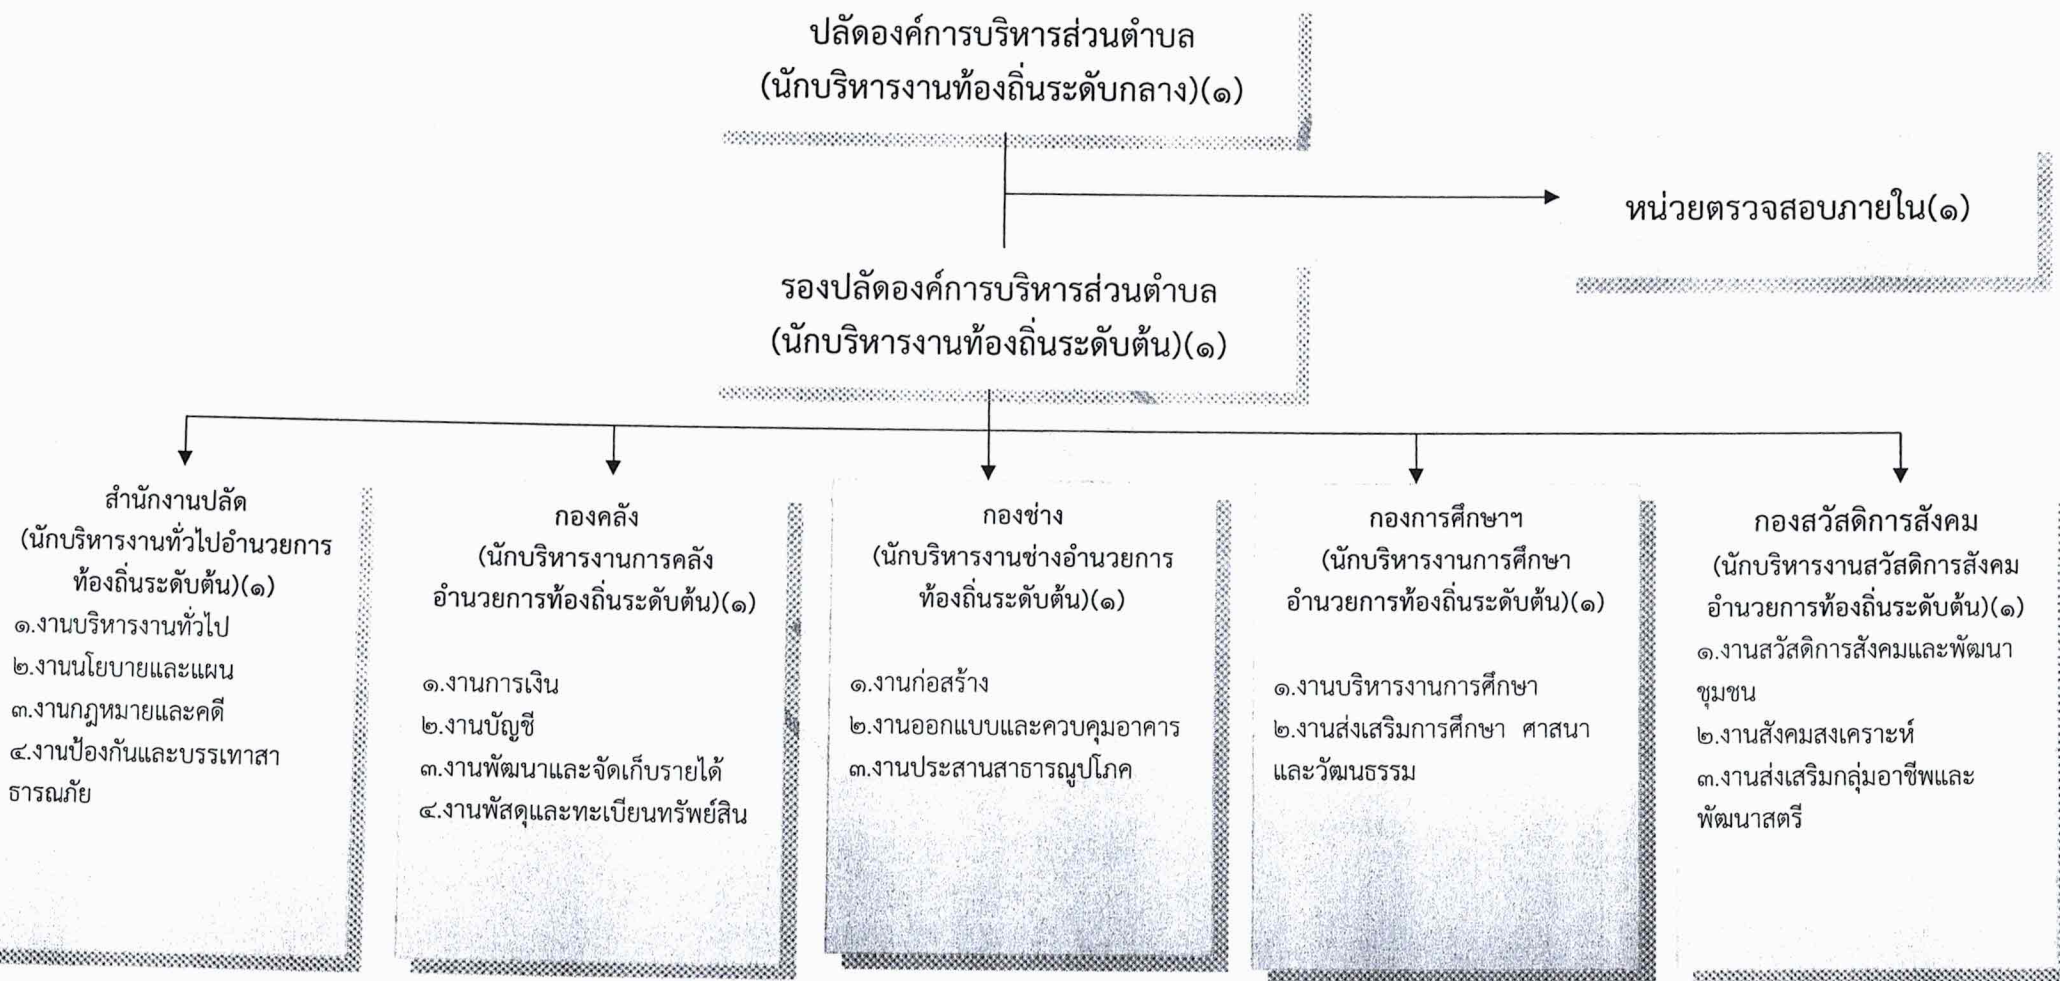 ปลัดองค์การบริหารส่วนตำบล
(นักบริหารงานท้องถิ่นระดับกลาง)(๑)
หน่วยตรวจสอบภายใน(๑)
รองปลัดองค์การบริหารส่วนตำบล
(นักบริหารงานท้องถิ่นระดับต้น)(๑)
สำนักงานปลัด
(นักบริหารงานทั่วไปอำนวยการ
ท้องถิ่นระดับต้น)(๑)
๑.งานบริหารงานทั่วไป
๒.งานนโยบายและแผน
๓.งานกฎหมายและคดี
๔.งานป้องกันและบรรเทาสา
ธารณภัย
กองคลัง
(นักบริหารงานการคลัง
อำนวยการท้องถิ่นระดับต้น)(๑)
๑.งานการเงิน
๒.งานบัญชี
๓.งานพัฒนาและจัดเก็บรายได้
๔.งานพัสดุและทะเบียนทรัพย์สิน
กองช่าง
(นักบริหารงานช่างอำนวยการ
ท้องถิ่นระดับต้น)(๑)
๑.งานก่อสร้าง
๒.งานออกแบบและควบคุมอาคาร
๓.งานประสานสาธารณูปโภค
กองการศึกษาฯ
(นักบริหารงานการศึกษา
อำนวยการท้องถิ่นระดับต้น)(๑)
๑.งานบริหารงานการศึกษา
๒.งานส่งเสริมการศึกษา ศาสนา
และวัฒนธรรม
กองสวัสดิการสังคม
(นักบริหารงานสวัสดิการสังคม
อำนวยการท้องถิ่นระดับต้น)(๑)
๑.งานสวัสดิการสังคมและพัฒนา
ชุมชน
๒.งานสังคมสงเคราะห์
๓.งานส่งเสริมกลุ่มอาชีพและ
พัฒนาสตรี